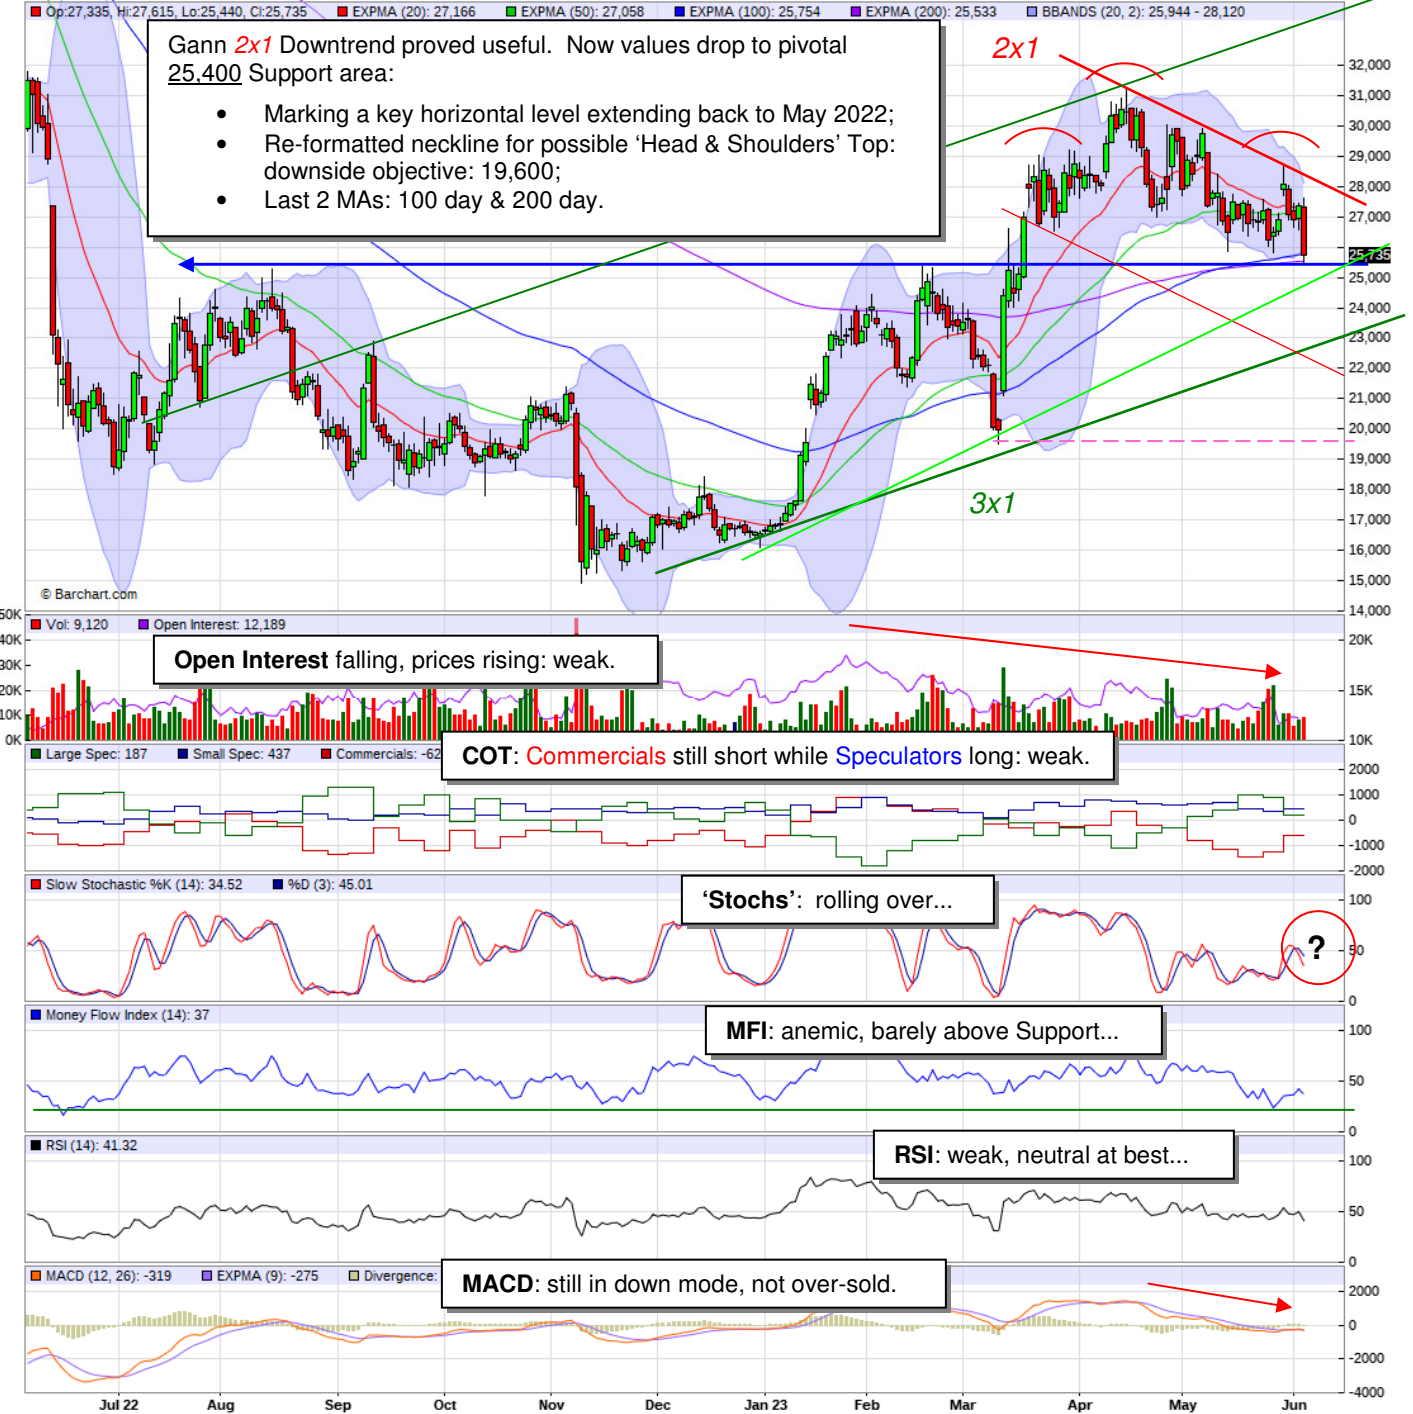 Op:27,335, Hi:27,615, Lo:25,440, Cl:25,735 EXPMA (20): 27,166 EXPMA (50): 27,058 EXPMA (100): 25,754 EXPMA (200): 25,533 BBANDS (20, 2): 25,944 - 28,120
Gann 2x1 Downtrend proved useful.  Now values drop to pivotal
25,400 Support area:
• Marking a key horizontal level extending back to May 2022;
• Re-formatted neckline for possible ‘Head & Shoulders’ Top:
downside objective: 19,600;
• Last 2 MAs: 100 day & 200 day.
2x1
32,000
31,000
30,000
29,000
28,000
27,000
25,735
25,000
24,000
23,000
22,000
21,000
20,000
19,000
18,000
17,000
16,000
15,000
14,000
3x1
© Barchart.com
Vol: 9,120 Open Interest: 12,189
50K
40K
30K
20K
10K
0K
20K
15K
10K
Open Interest falling, prices rising: weak.
Large Spec: 187 Small Spec: 437 Commercials: -62
COT: Commercials still short while Speculators long: weak.
2000
1000
0
-1000
-2000
Slow Stochastic %K (14): 34.52 %D (3): 45.01
‘Stochs’:  rolling over...
100
50
0
?
Money Flow Index (14): 37
MFI: anemic, barely above Support...
100
50
0
RSI (14): 41.32
RSI: weak, neutral at best...
100
50
0
MACD (12, 26): -319 EXPMA (9): -275 Divergence:
MACD: still in down mode, not over-sold.
2000
0
-2000
-4000
Jul 22 Aug Sep Oct Nov Dec Jan 23 Feb Mar Apr May Jun